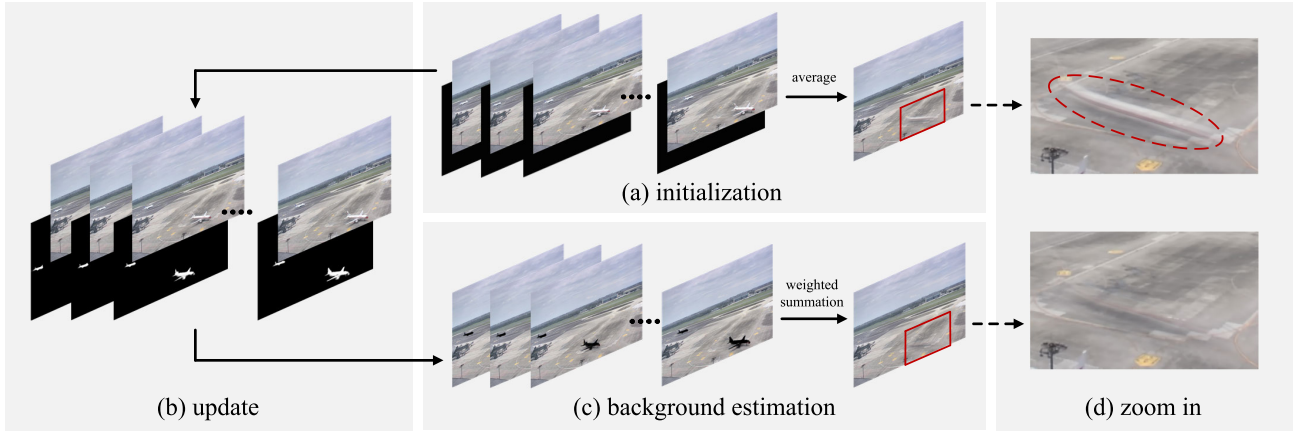 average
(a) initialization
weighted
summation
(b) update
(c) background estimation
(d) zoom in